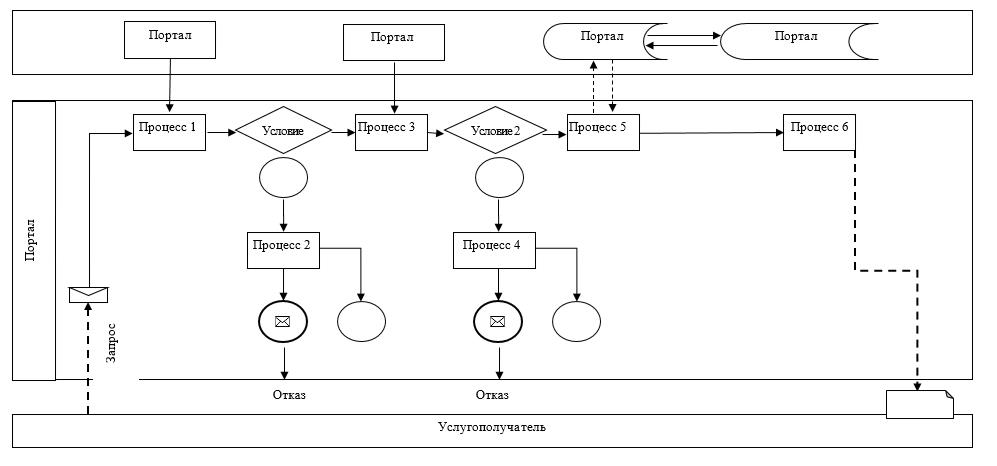 Портал
Портал
Портал
Портал
Процесс 1
Условие
Процесс 3
Условие 2
Процесс 5
Процесс 6
Портал
Процесс 2
Процесс 4
Запрос
Отказ
Отказ
Услугополучатель